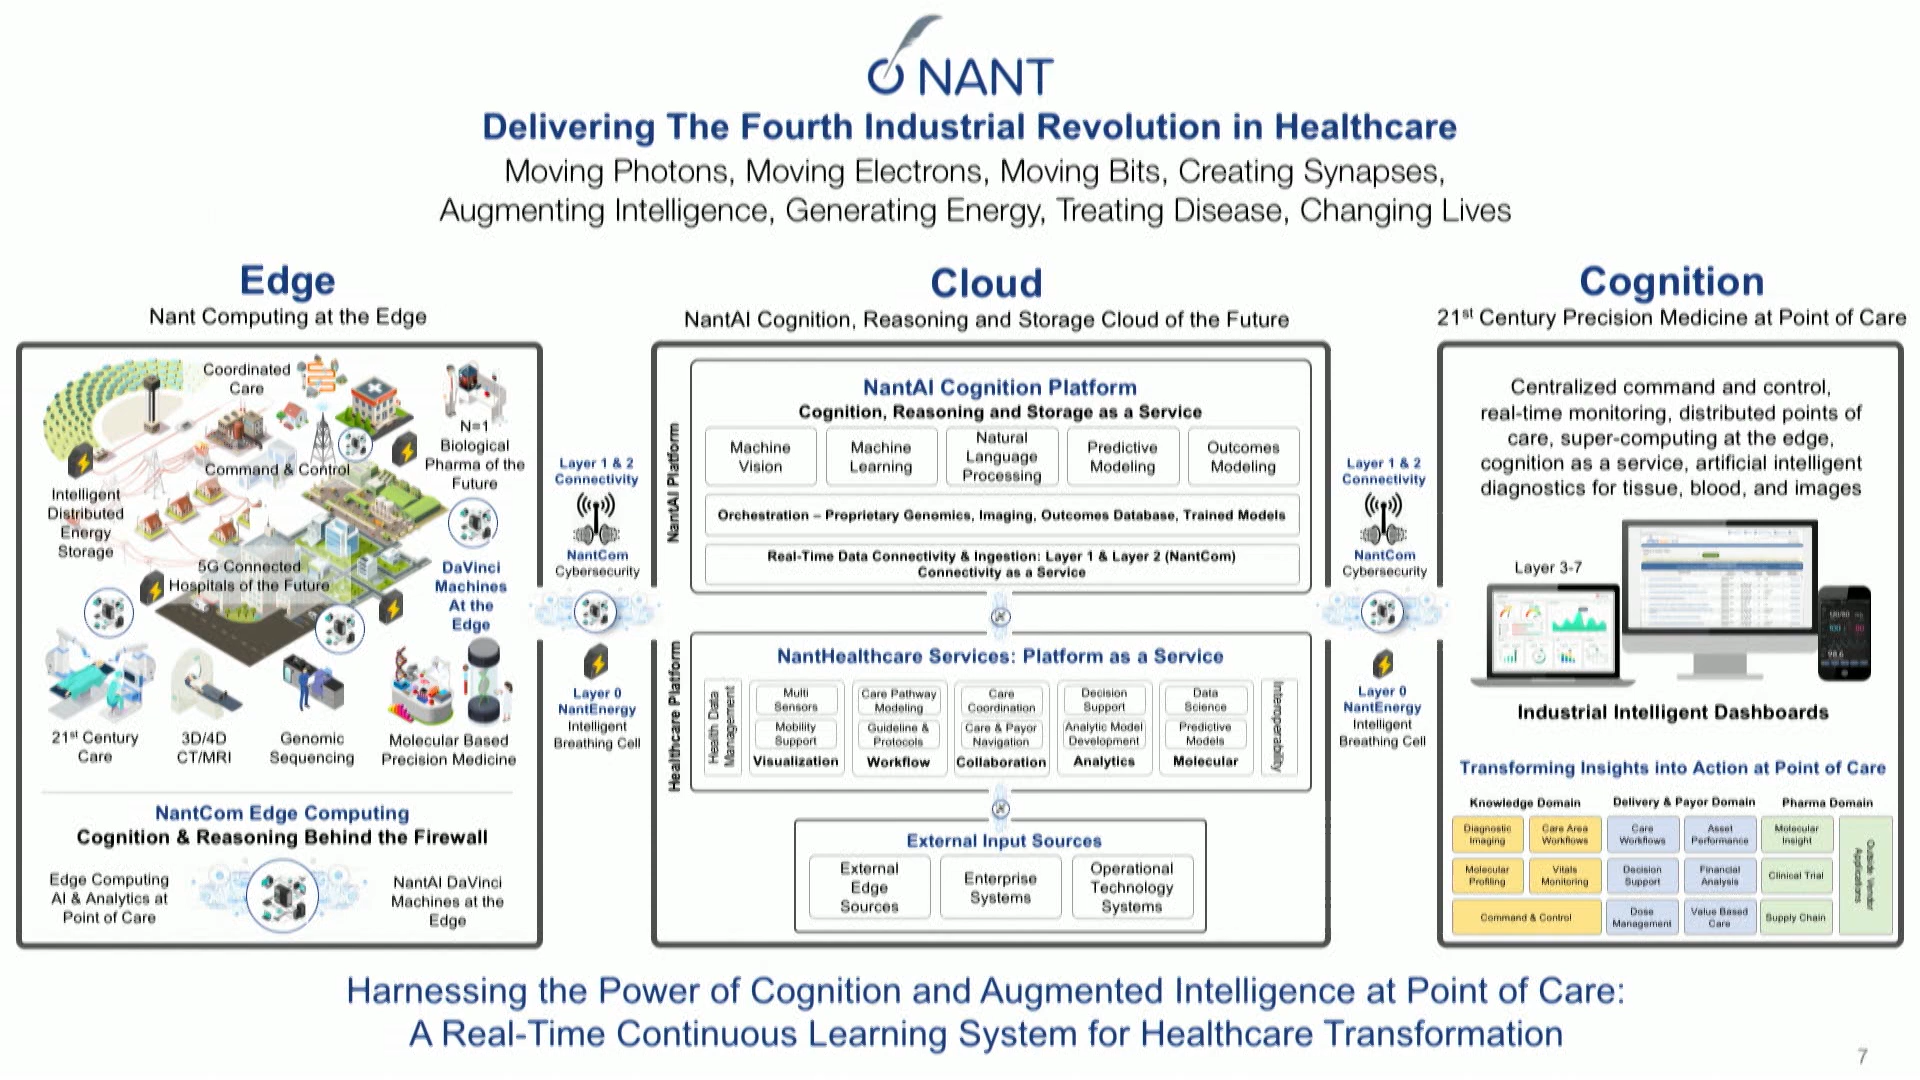 NANT
Delivering The Fourth Industrial Revolution in Healthcare
Moving Photons, Moving Electrons, Moving Bits, Creating Synapses,
Augmenting Intelligence, Generating Energy, Treating Disease, Changing Lives
Edge
Nant Computing at the Edge
Coordinated
Care
N=1
Biological
Pharma of the
Future
Command & Control
Intelligent
Distributed
Energy
Storage
5G Connected
Hospitals of the Future
DaVinci
Machines
At the
Edge
21st Century
Care
3D/4D
CT/MRI
Genomic
Sequencing
Molecular Based
Precision Medicine
NantCom Edge Computing
Cognition & Reasoning Behind the Firewall
Edge Computing
AI & Analytics at
Point of Care
NantAI DaVinci
Machines at the
Edge
Layer 1 & 2
Connectivity
NantCom
Cybersecurity
Layer 0
NantEnergy
Intelligent
Breathing Cell
Cloud
NantAI Cognition, Reasoning and Storage Cloud of the Future
NantAI Platform
NantAI Cognition Platform
Cognition, Reasoning and Storage as a Service
Machine
Vision
Machine
Learning
Natural
Language
Processing
Predictive
Modeling
Outcomes
Modeling
Orchestration – Proprietary Genomics, Imaging, Outcomes Database, Trained Models
Real-Time Data Connectivity & Ingestion: Layer 1 & Layer 2 (NantCom)
Connectivity as a Service
Healthcare Platform
NantHealthcare Services: Platform as a Service
Health Data
Management
Multi
Sensors
Mobility
Support
Visualization
Care Pathway
Modeling
Guideline &
Protocols
Workflow
Care
Coordination
Care & Payor
Navigation
Collaboration
Decision
Support
Analytic Model
Development
Analytics
Data
Science
Predictive
Models
Molecular
Interoperability
External Input Sources
External
Edge
Sources
Enterprise
Systems
Operational
Technology
Systems
Layer 1 & 2
Connectivity
NantCom
Cybersecurity
Layer 0
NantEnergy
Intelligent
Breathing Cell
Cognition
21st Century Precision Medicine at Point of Care
Centralized command and control,
real-time monitoring, distributed points of
care, super-computing at the edge,
cognition as a service, artificial intelligent
diagnostics for tissue, blood, and images
Layer 3-7
Industrial Intelligent Dashboards
Transforming Insights into Action at Point of Care
Knowledge Domain
Delivery & Payor Domain
Pharma Domain
Diagnostic
Imaging
Care Area
Workflows
Care
Workflows
Asset
Performance
Molecular
Insight
Molecular
Profiling
Vitals
Monitoring
Decision
Support
Financial
Analysis
Clinical Trial
Command & Control
Dose
Management
Value Based
Care
Supply Chain
Outside Vendor
Applications
Harnessing the Power of Cognition and Augmented Intelligence at Point of Care:
A Real-Time Continuous Learning System for Healthcare Transformation
7